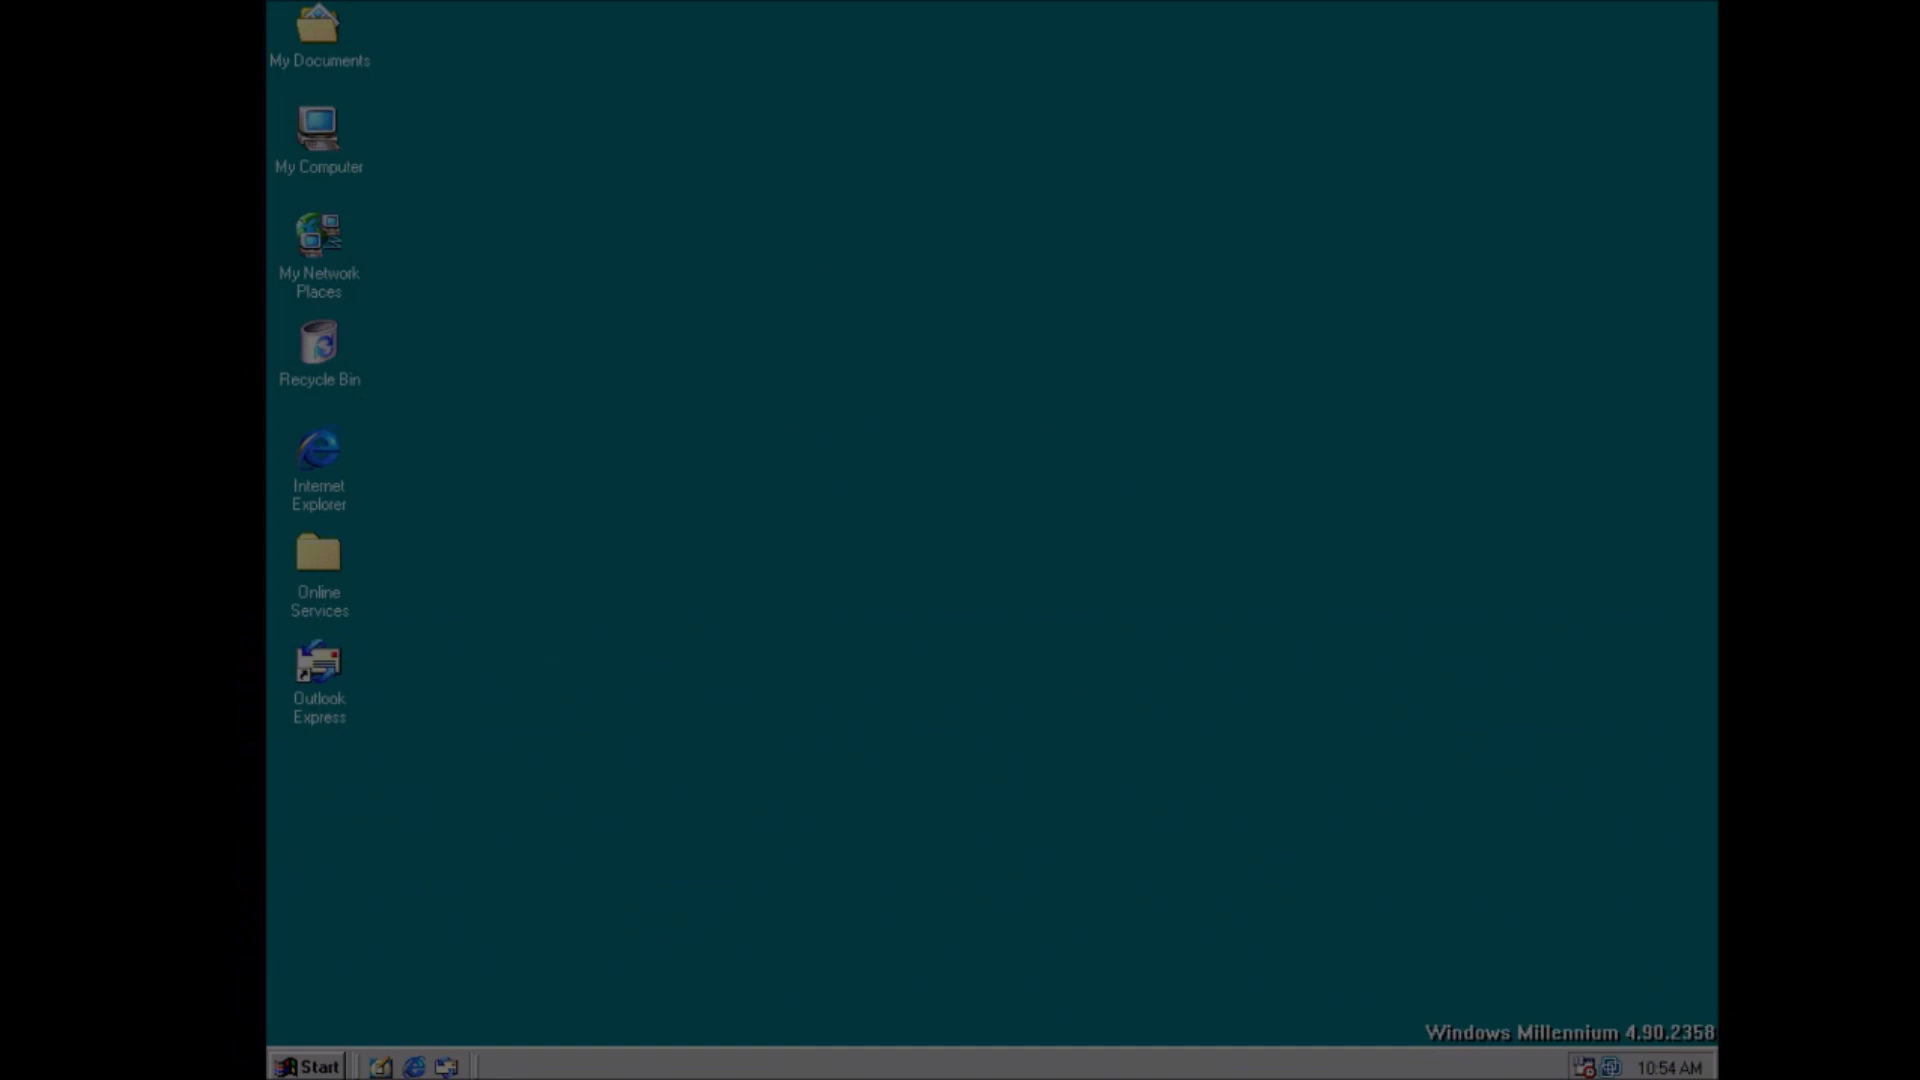 My Documents
My Computer
My Network
Places
Recycle Bin
Internet
Explorer
Online
Services
Outlook
Express
Windows Millennium 4.90.2358
Start
10:54 AM